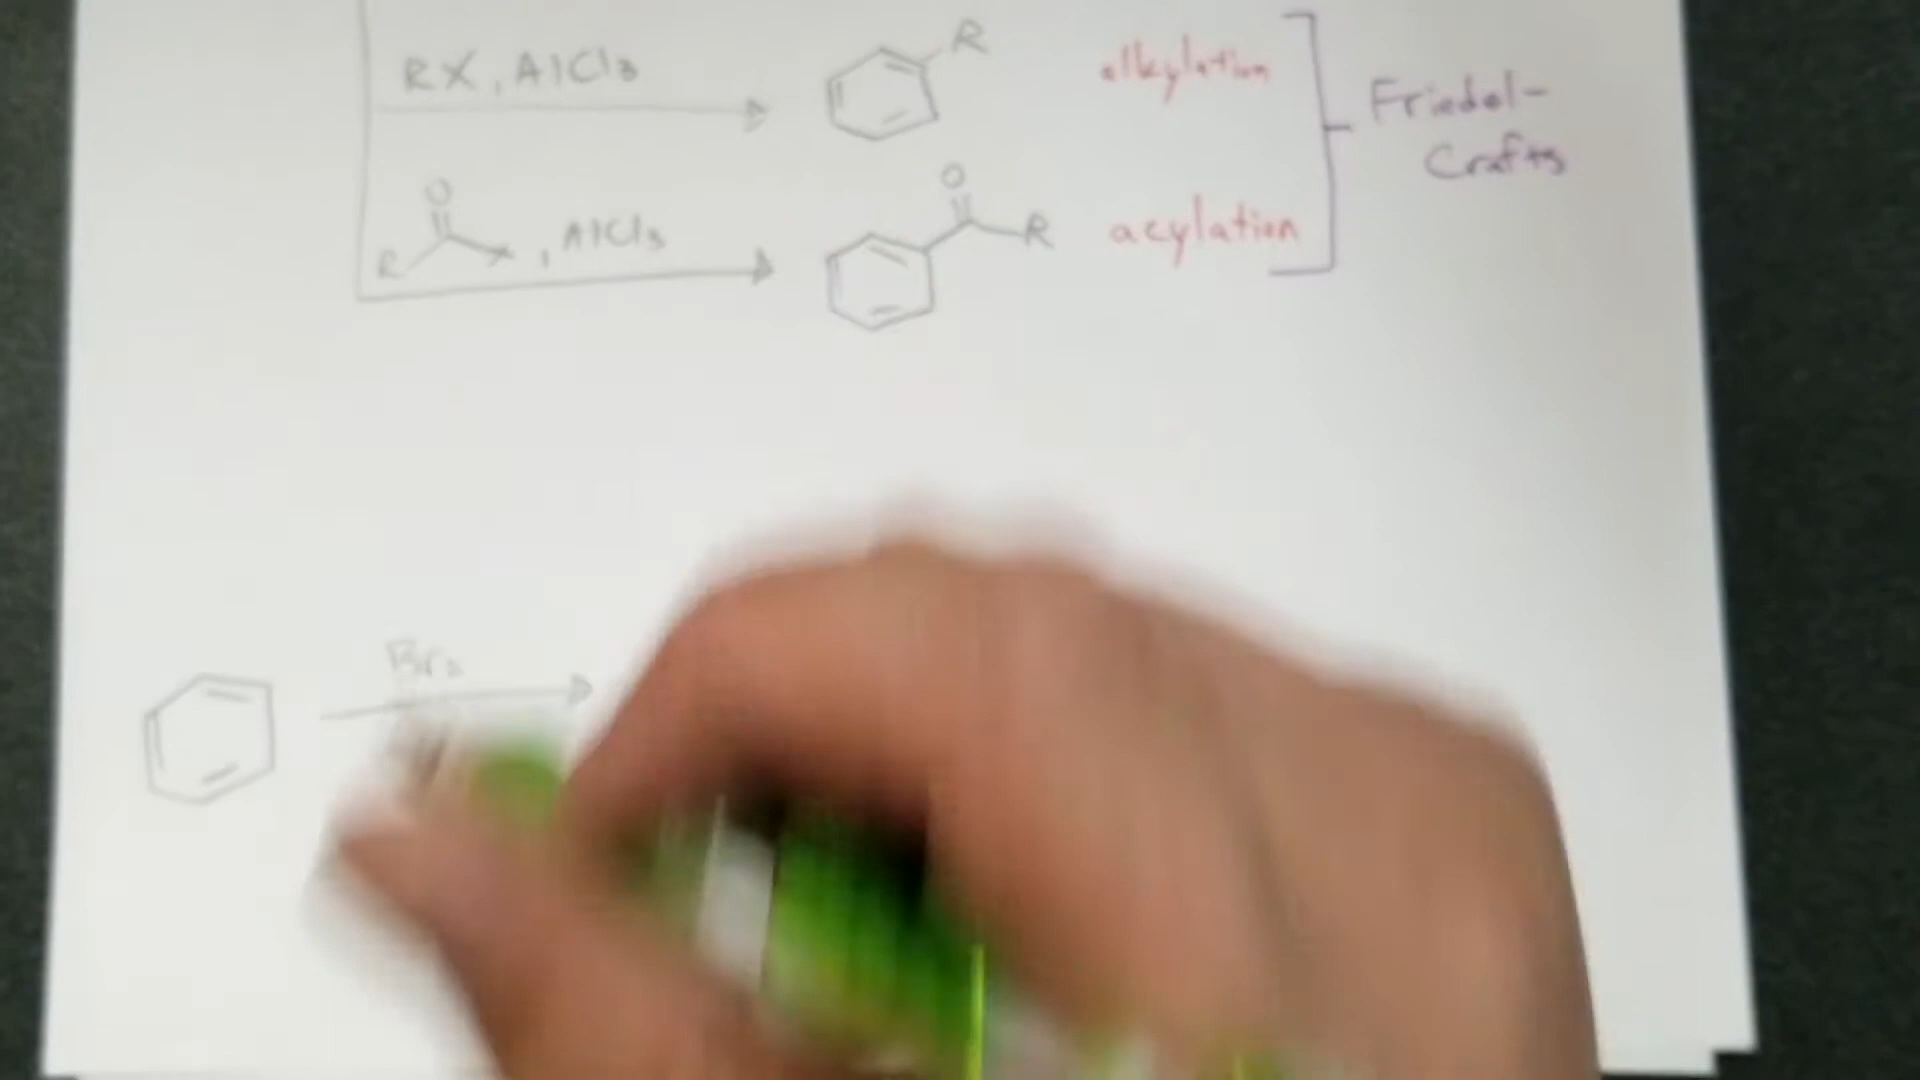 RX, AlCl3
R
alkylation
Friedel-
Crafts
O
R X, AlCl3
O
R
acylation
Br2